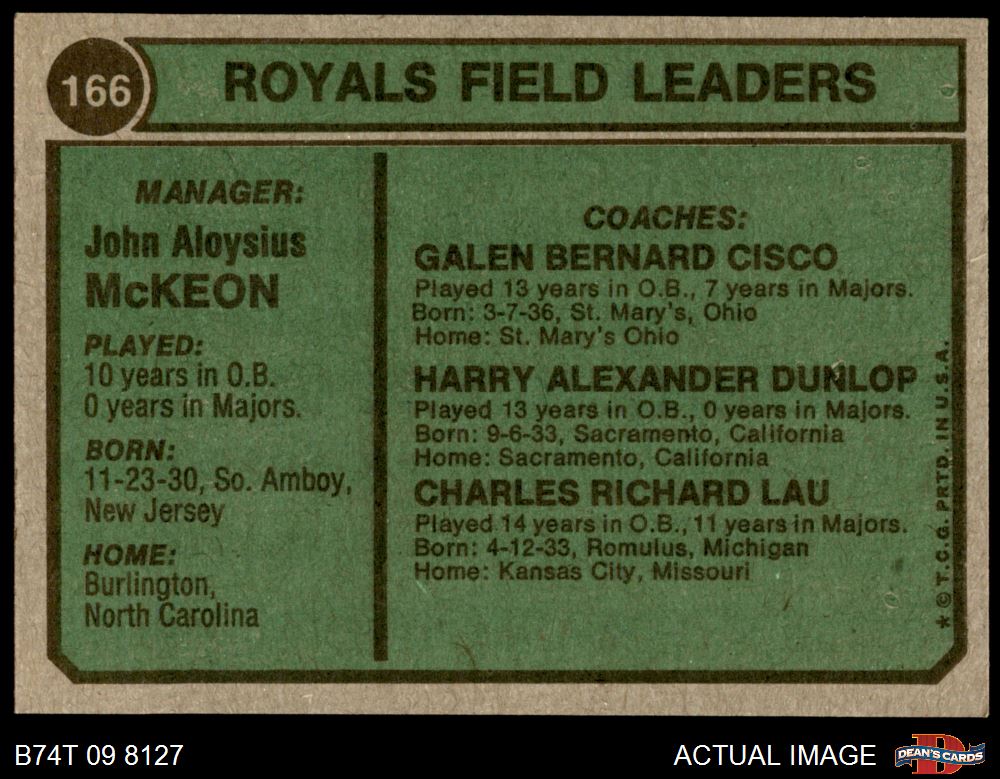 166
ROYALS FIELD LEADERS
MANAGER:
John Aloysius
McKEON
PLAYED:
10 years in O.B.
0 years in Majors.
BORN:
11-23-30, So. Amboy,
New Jersey
HOME:
Burlington,
North Carolina
COACHES:
GALEN BERNARD CISCO
Played 13 years in O.B., 7 years in Majors.
Born: 3-7-36, St. Mary's, Ohio
Home: St. Mary's Ohio
HARRY ALEXANDER DUNLOP
Played 13 years in O.B., 0 years in Majors.
Born: 9-6-33, Sacramento, California
Home: Sacramento, California
CHARLES RICHARD LAU
Played 14 years in O.B., 11 years in Majors.
Born: 4-12-33, Romulus, Michigan
Home: Kansas City, Missouri
* © T.C.G. PRTD. IN U.S.A.
B74T 09 8127
ACTUAL IMAGE
D
DEAN'S CARDS